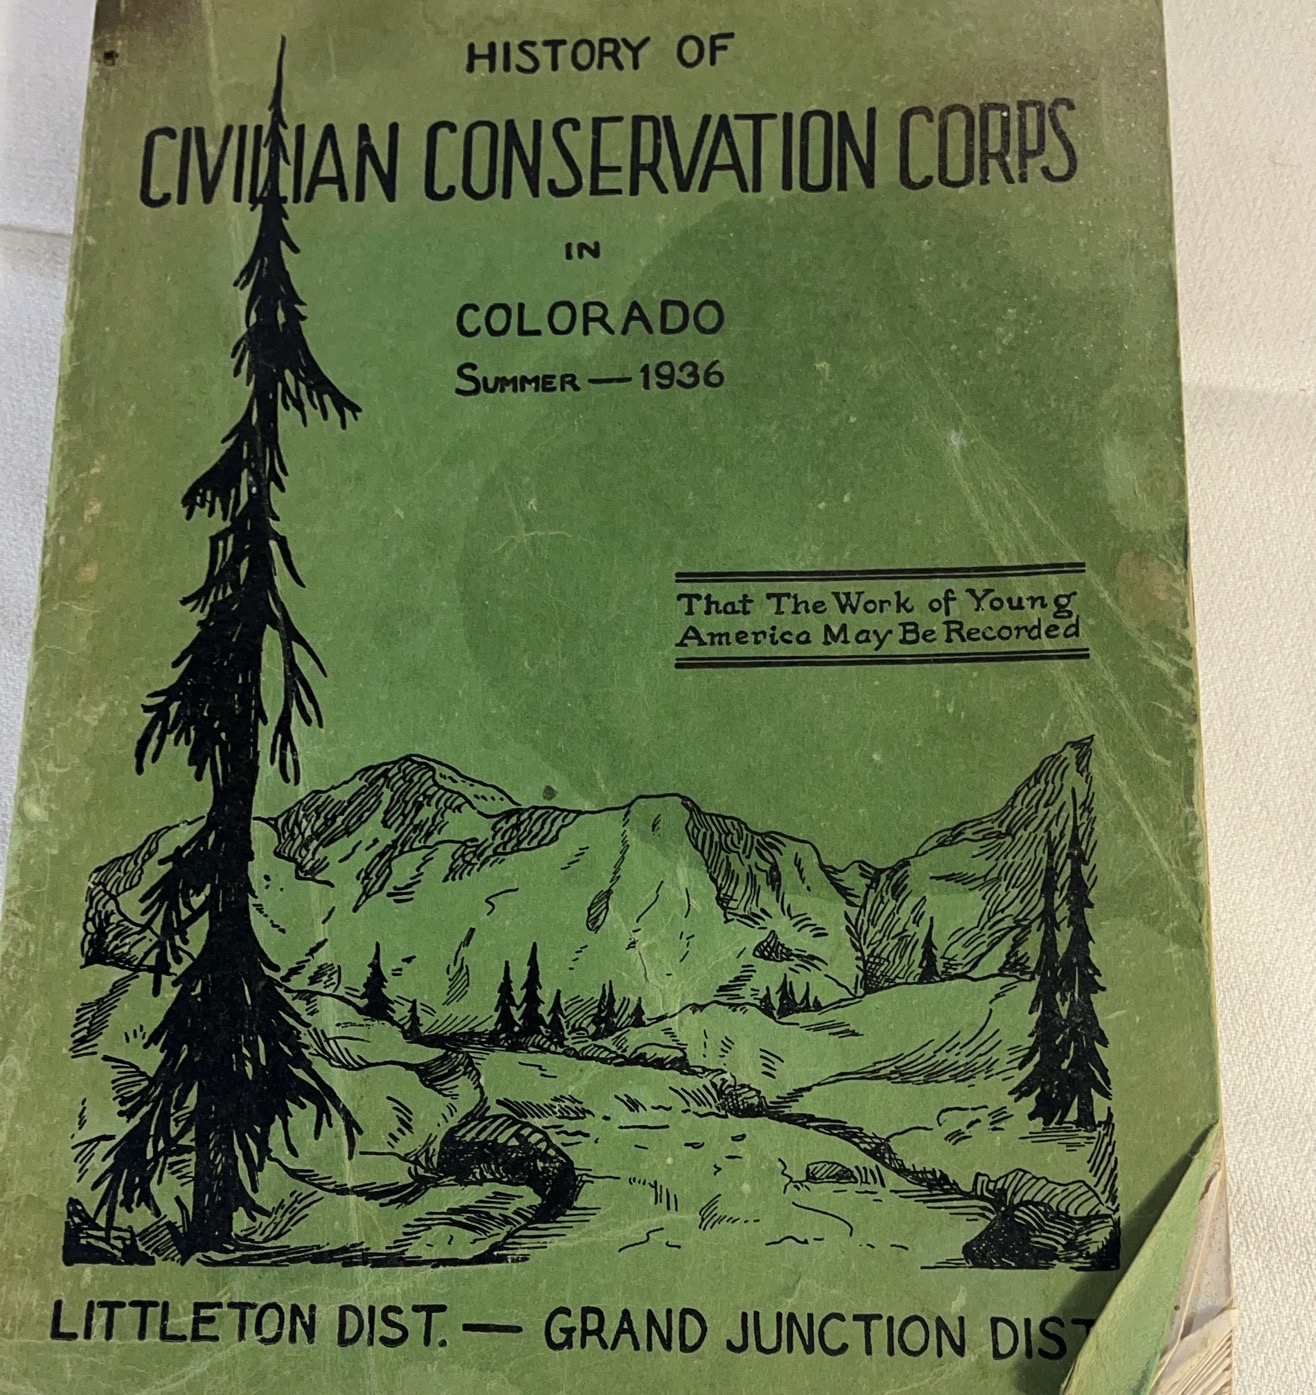 HISTORY OF
CIVILIAN CONSERVATION CORPS
IN
COLORADO
SUMMER — 1936
That The Work of Young
America May Be Recorded
LITTLETON DIST. — GRAND JUNCTION DIST